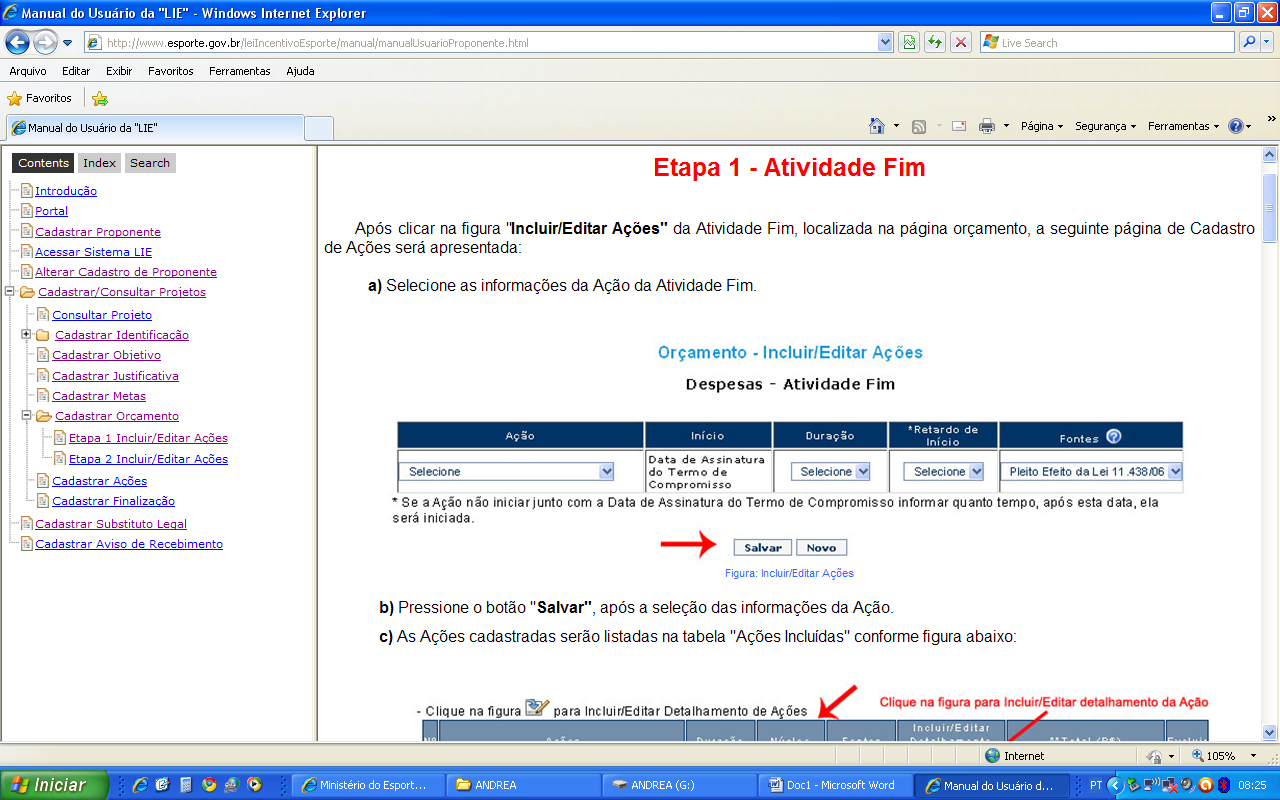 Manual do Usuário da "LIE" - Windows Internet Explorer
http://www.esporte.gov.br/leiIncentivoEsporte/manual/manualUsuarioProponente.html
Live Search
Arquivo Editar Exibir Favoritos Ferramentas Ajuda
Favoritos
Manual do Usuário da "LIE"
Página Segurança Ferramentas
Contents Index Search
Introdução
Portal
Cadastrar Proponente
Acessar Sistema LIE
Alterar Cadastro de Proponente
Cadastrar/Consultar Projetos
Consultar Projeto
Cadastrar Identificação
Cadastrar Objetivo
Cadastrar Justificativa
Cadastrar Metas
Cadastrar Orçamento
Etapa 1 Incluir/Editar Ações
Etapa 2 Incluir/Editar Ações
Cadastrar Ações
Cadastrar Finalização
Cadastrar Substituto Legal
Cadastrar Aviso de Recebimento
Etapa 1 - Atividade Fim
Após clicar na figura "Incluir/Editar Ações" da Atividade Fim, localizada na página orçamento, a seguinte página de Cadastro
de Ações será apresentada:
a) Selecione as informações da Ação da Atividade Fim.
Orçamento - Incluir/Editar Ações
Despesas - Atividade Fim
Ação Início Duração *Retardo de Início Fontes
Selecione Data de Assinatura do Termo de Compromisso Selecione Selecione Pleito Efeito da Lei 11.438/06
* Se a Ação não iniciar junto com a Data de Assinatura do Termo de Compromisso informar quanto tempo, após esta data, ela
será iniciada.
Salvar Novo
Figura: Incluir/Editar Ações
b) Pressione o botão "Salvar", após a seleção das informações da Ação.
c) As Ações cadastradas serão listadas na tabela "Ações Incluídas" conforme figura abaixo:
Clique na figura para Incluir/Editar detalhamento da Ação
- Clique na figura para Incluir/Editar Detalhamento de Ações
Nº Ações Duração Núcleo Fontes Incluir/Editar Detalhamento **Total (R$) Excluir
Internet 105%
Iniciar Ministério do Esport... ANDREA ANDREA (G:) Doc1 - Microsoft Word Manual do Usuário d... PT 08:25